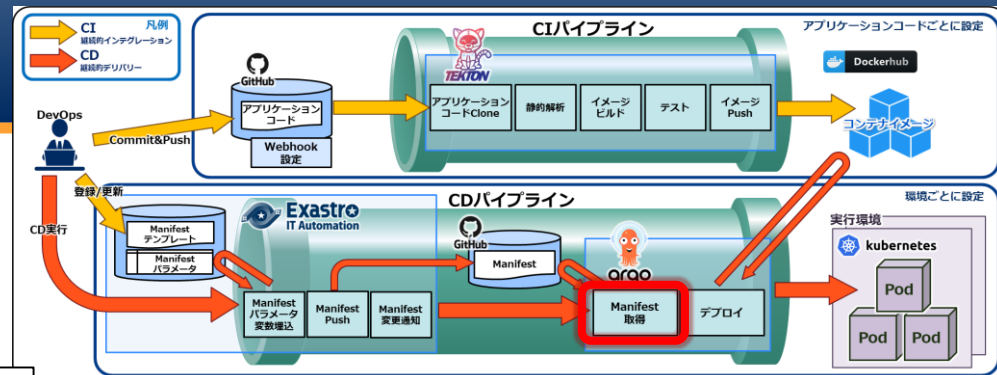 凡例
CI
継続的インテグレーション
CD
継続的デリバリー
CIパイプライン
アプリケーションコードごとに設定
TEKTON
Dockerhub
GitHub
アプリケーション
コード
Webhook
設定
アプリケーション
コードClone
静的解析
イメージ
ビルド
テスト
イメージ
Push
コンテナイメージ
DevOps
Commit&Push
登録/更新
CD実行
CDパイプライン
環境ごとに設定
Manifest
テンプレート
Manifest
パラメータ
Exastro
IT Automation
Manifest
パラメータ
変数埋込
Manifest
Push
Manifest
変更通知
GitHub
Manifest
argo
Manifest
取得
デプロイ
実行環境
kubernetes
Pod
Pod
Pod